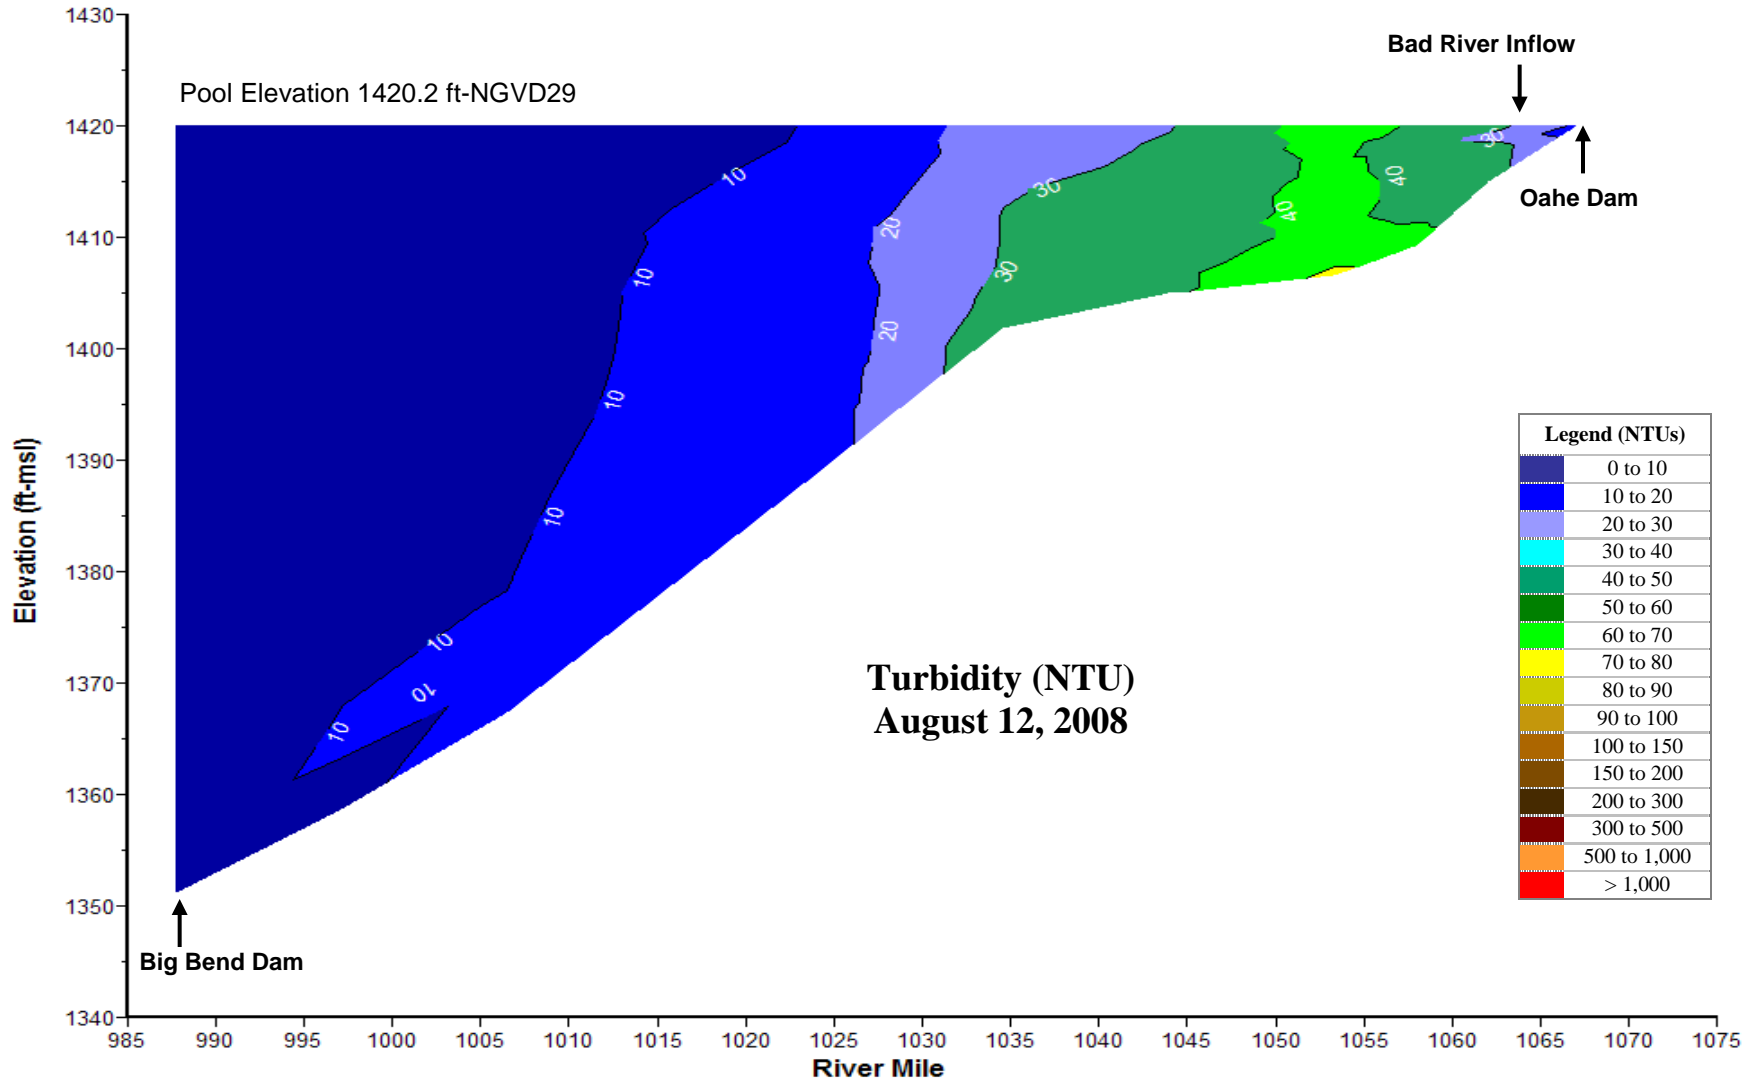 1430
1420
1410
1400
1390
1380
1370
1360
1350
1340
Elevation (ft-msl)
Pool Elevation 1420.2 ft-NGVD29
Bad River Inflow
Oahe Dam
Big Bend Dam
10
10
10
10
10
10
10
20
20
30
30
40
40
30
Turbidity (NTU)
August 12, 2008
Legend (NTUs)
0 to 10
10 to 20
20 to 30
30 to 40
40 to 50
50 to 60
60 to 70
70 to 80
80 to 90
90 to 100
100 to 150
150 to 200
200 to 300
300 to 500
500 to 1,000
> 1,000
985 990 995 1000 1005 1010 1015 1020 1025 1030 1035 1040 1045 1050 1055 1060 1065 1070 1075
River Mile